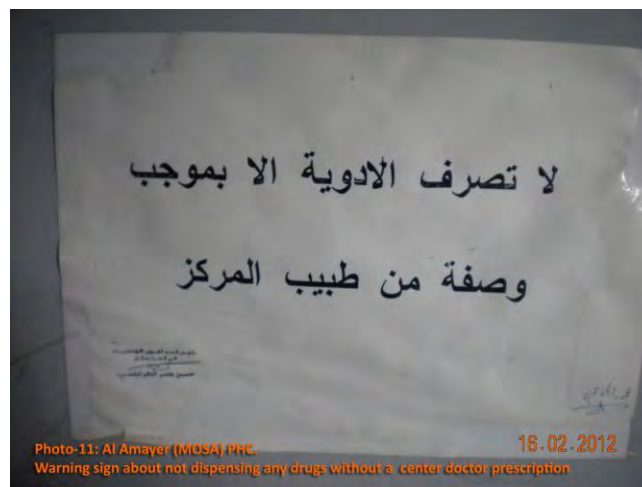 لا تصرف الادوية الا بموجب
وصفة من طبيب المركز
16.02.2012
Photo-11: Al Amayer (MOSA) PHC.
Warning sign about not dispensing any drugs without a center doctor prescription